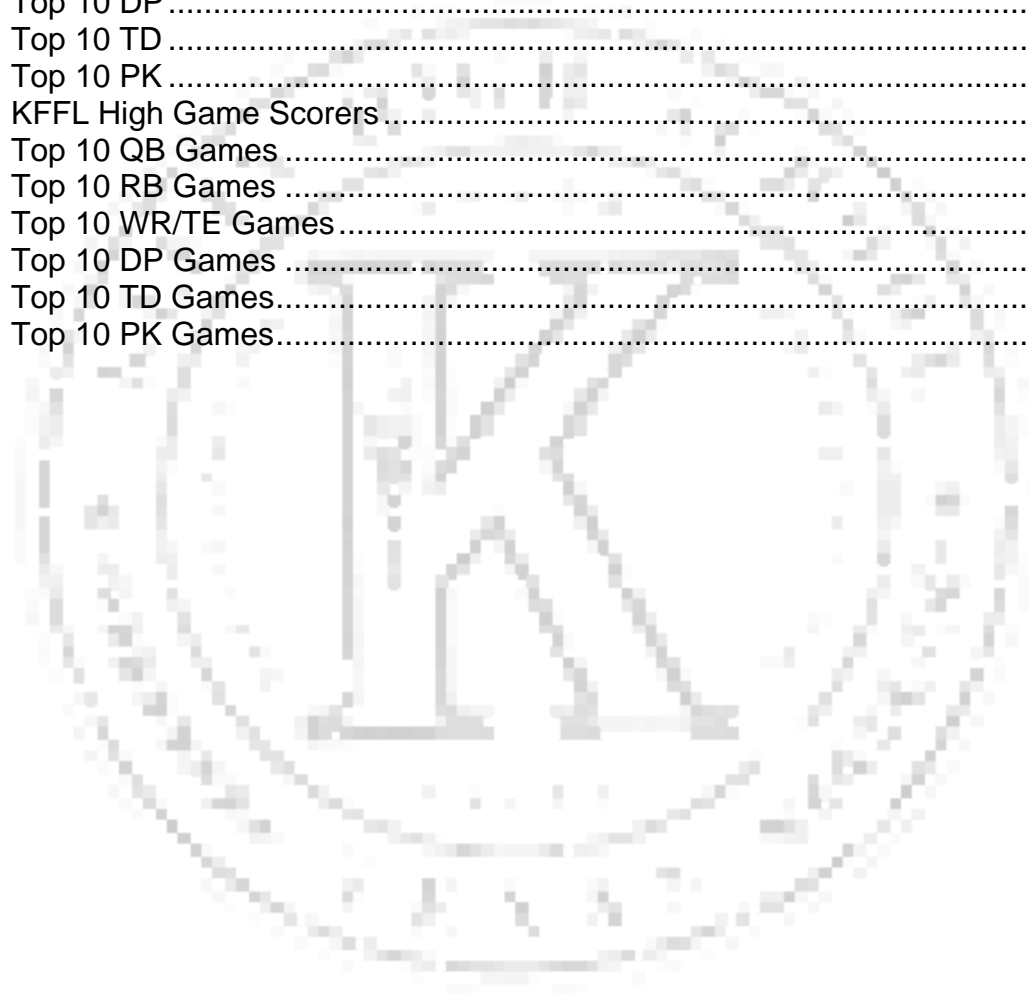 Top 10 DP
Top 10 TD
Top 10 PK
KFFL High Game Scorers
Top 10 QB Games
Top 10 RB Games
Top 10 WR/TE Games
Top 10 DP Games
Top 10 TD Games
Top 10 PK Games
K